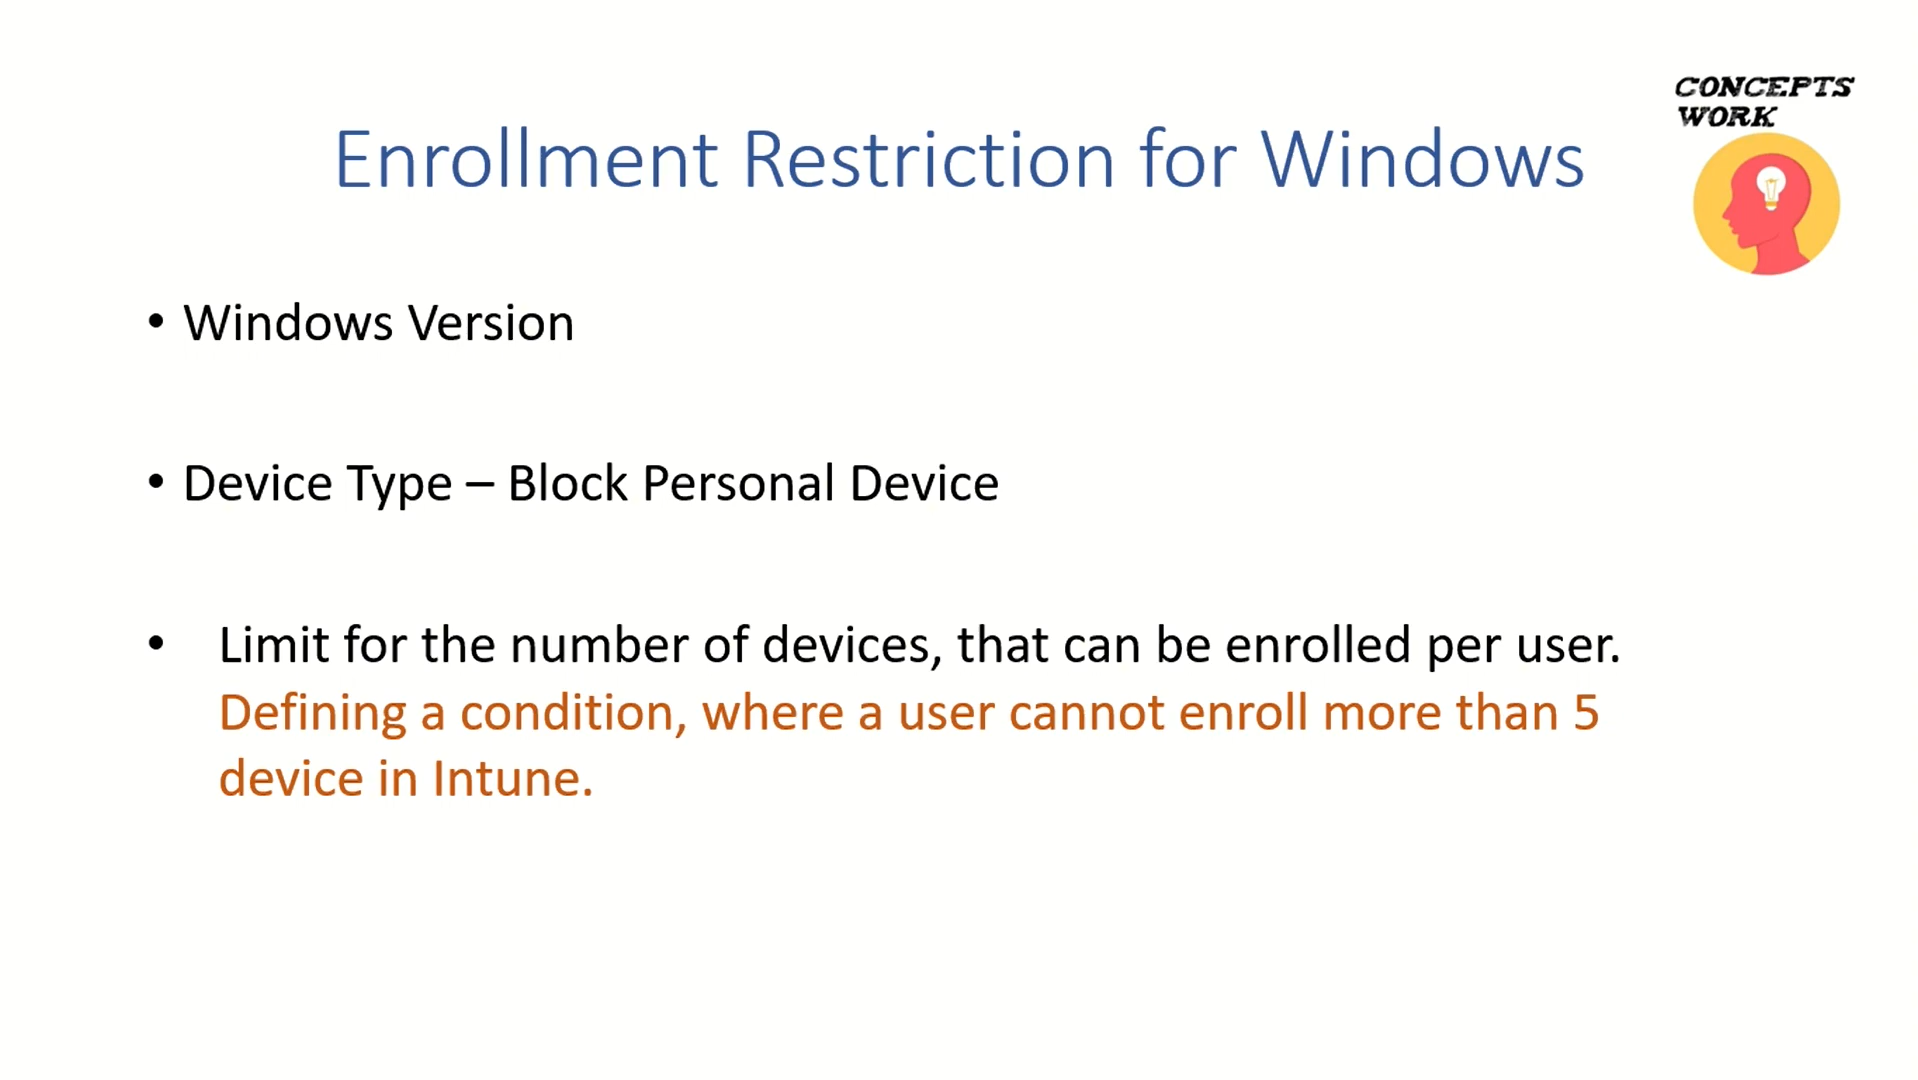 CONCEPTS
WORK
Enrollment Restriction for Windows
• Windows Version
• Device Type – Block Personal Device
• Limit for the number of devices, that can be enrolled per user.
Defining a condition, where a user cannot enroll more than 5
device in Intune.